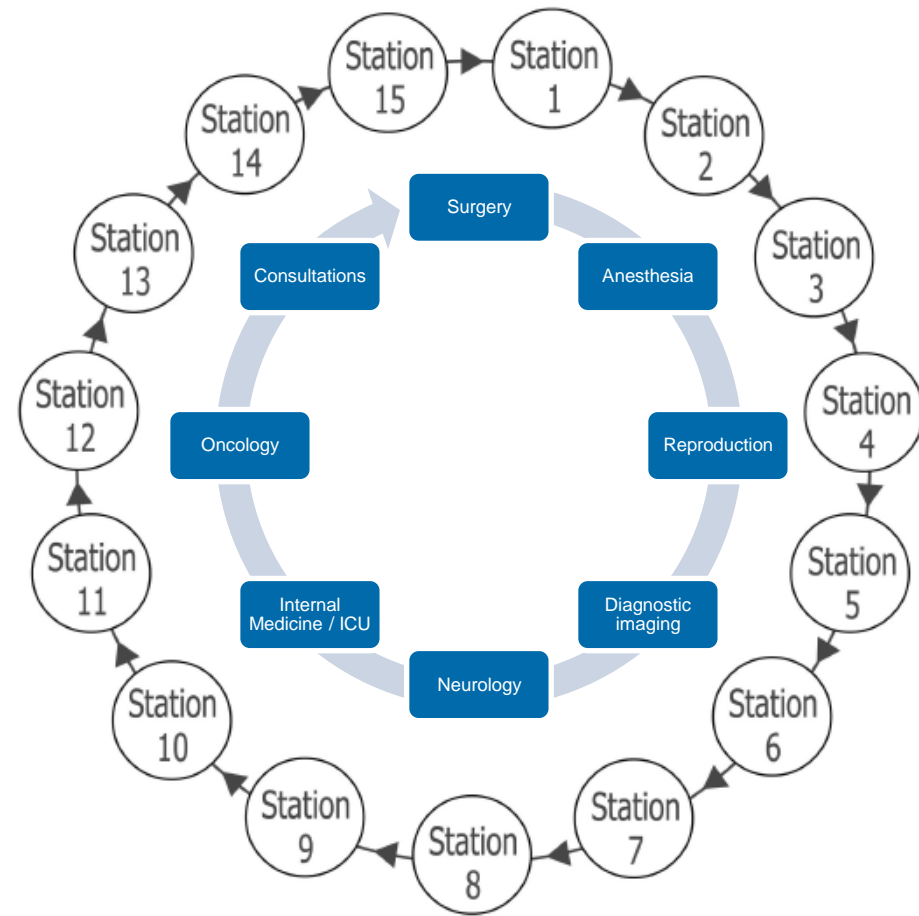 Station
1
Station
2
Station
3
Station
4
Station
5
Station
6
Station
7
Station
8
Station
9
Station
10
Station
11
Station
12
Station
13
Station
14
Station
15
Surgery
Anesthesia
Reproduction
Diagnostic
imaging
Neurology
Internal
Medicine / ICU
Oncology
Consultations